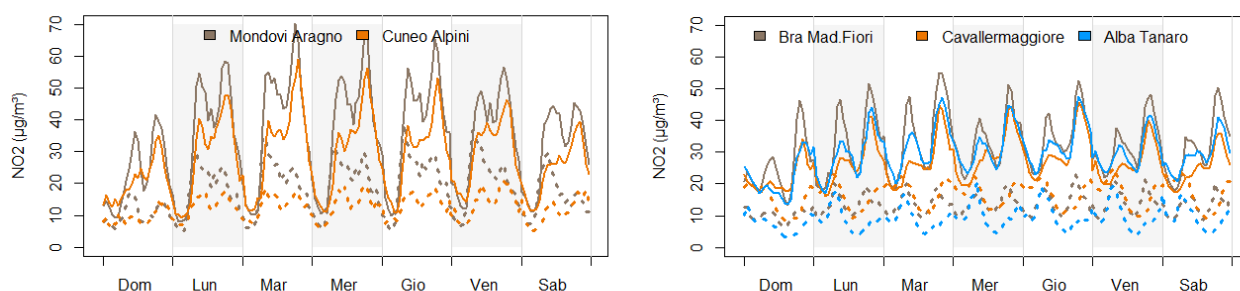 NO2 (µg/m³)
70
60
50
40
30
20
10
0
Mondovi Aragno
Cuneo Alpini
Dom Lun Mar Mer Gio Ven Sab
NO2 (µg/m³)
70
60
50
40
30
20
10
0
Bra Mad.Fiori
Cavallermaggiore
Alba Tanaro
Dom Lun Mar Mer Gio Ven Sab